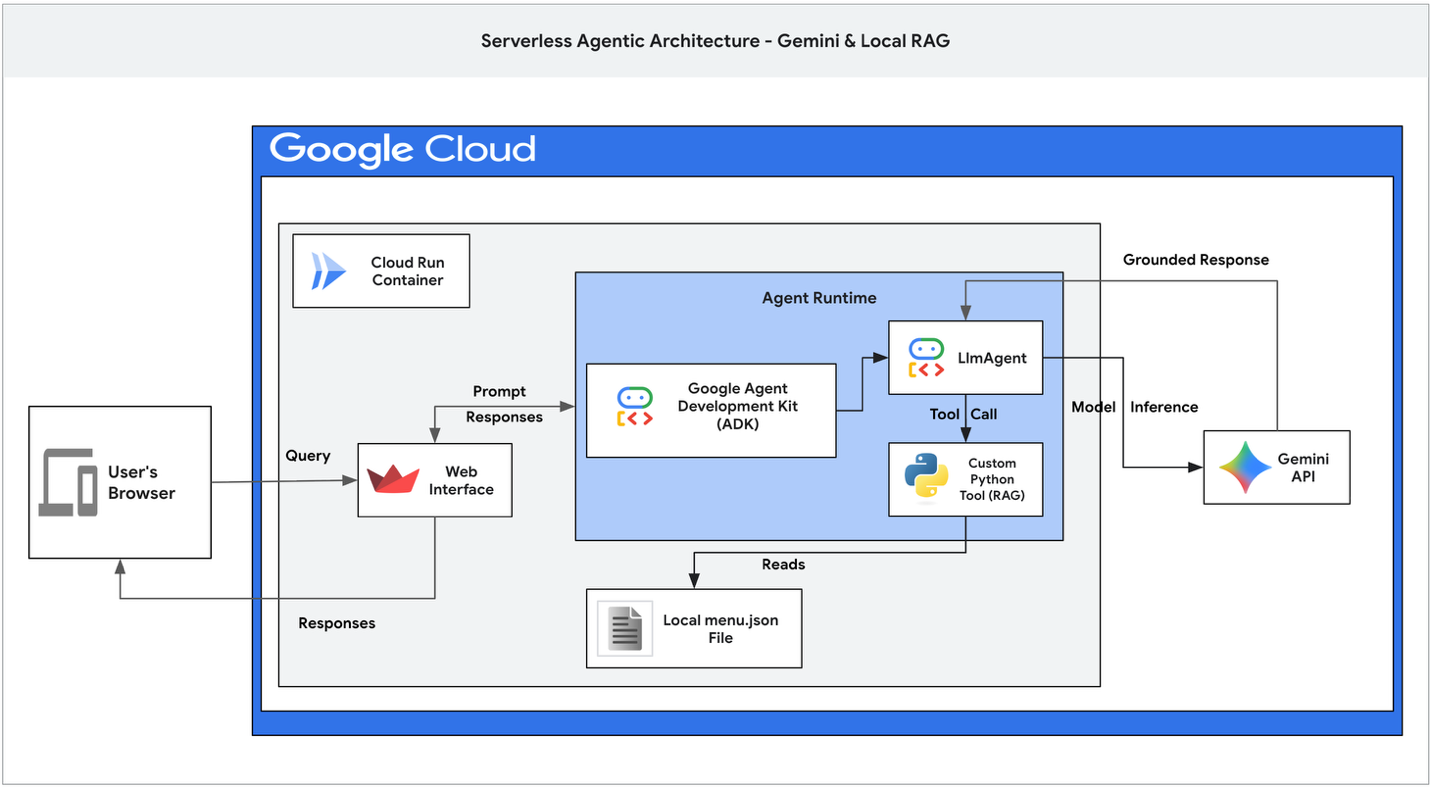 Serverless Agentic Architecture - Gemini & Local RAG
Google Cloud
Cloud Run
Container
Agent Runtime
Grounded Response
LlmAgent
Google Agent
Development Kit
(ADK)
Prompt
Responses
Tool Call
Model Inference
Query
User's
Browser
Web
Interface
Custom
Python
Tool (RAG)
Gemini
API
Reads
Responses
Local menu.json
File